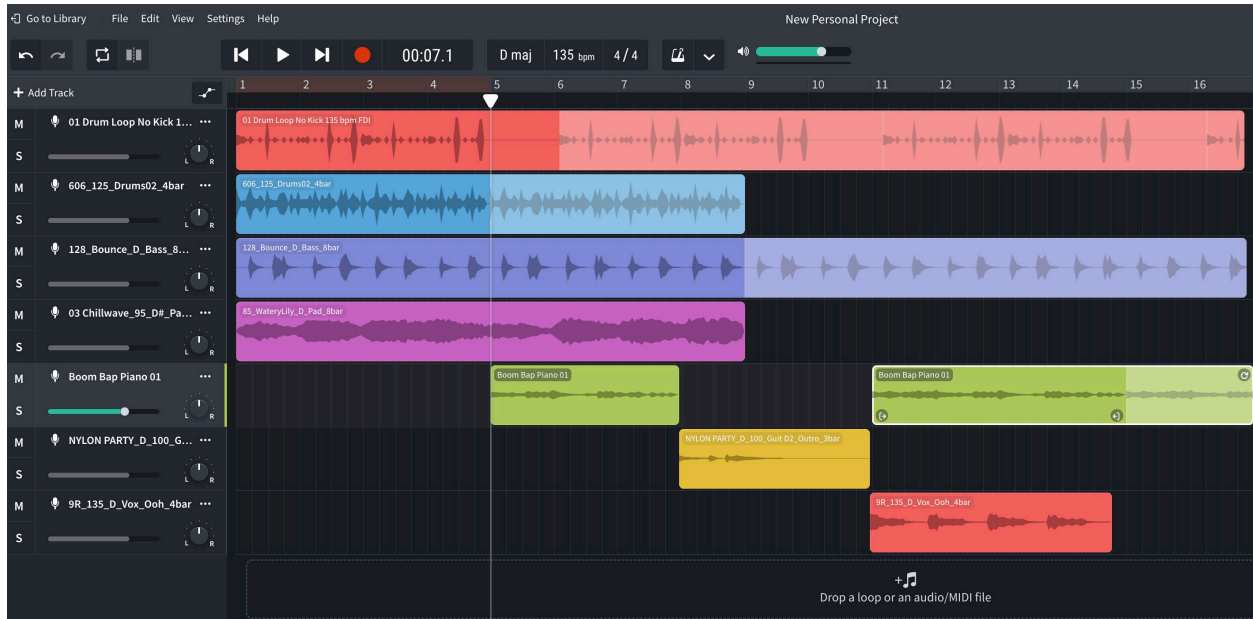 Go to Library File Edit View Settings Help New Personal Project
00:07.1 D maj 135 bpm 4/4
+ Add Track 1 2 3 4 5 6 7 8 9 10 11 12 13 14 15 16
M 01 Drum Loop No Kick 1... ...
01 Drum Loop No Kick 135 bpm FDI
S L R
M 606_125_Drums02_4bar ...
606_125_Drums02_4bar
S L R
M 128_Bounce_D_Bass_8... ...
128_Bounce_D_Bass_8bar
S L R
M 03 Chillwave_95_D#_Pa... ...
85_WateryLily_D_Pad_8bar
S L R
M Boom Bap Piano 01 ...
Boom Bap Piano 01 Boom Bap Piano 01
S L R
M NYLON PARTY_D_100_G... ...
NYLON PARTY_D_100_Guit D2_Outro_3bar
S L R
M 9R_135_D_Vox_Ooh_4bar ...
9R_135_D_Vox_Ooh_4bar
S L R
Drop a loop or an audio/MIDI file